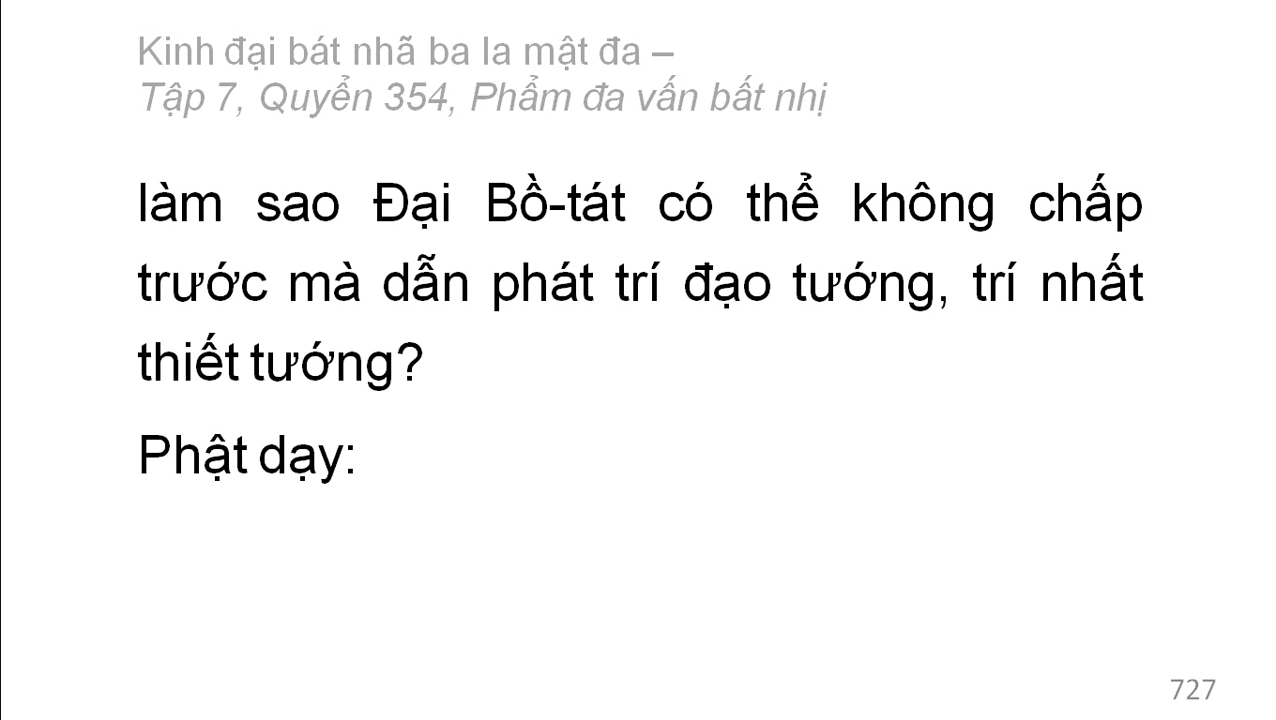 Kinh đại bát nhã ba la mật đa –
Tập 7, Quyển 354, Phẩm đa vấn bất nhị
làm sao Đại Bồ-tát có thể không chấp
trước mà dẫn phát trí đạo tướng, trí nhất
thiết tướng?
Phật dạy:
727